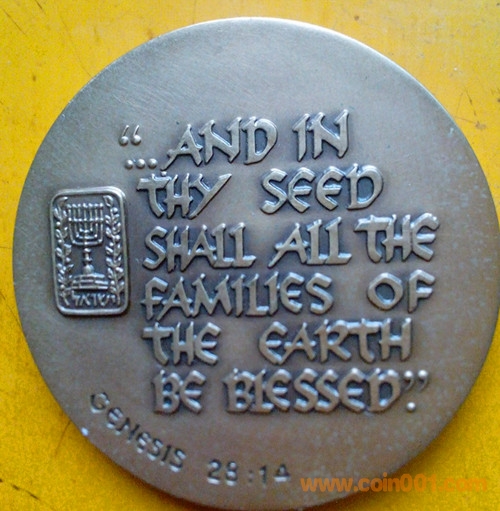 "...AND IN
THY SEED
SHALL ALL THE
FAMILIES OF
THE EARTH
BE BLESSED."
ישראל
GENESIS 28:14
www.coin001.com